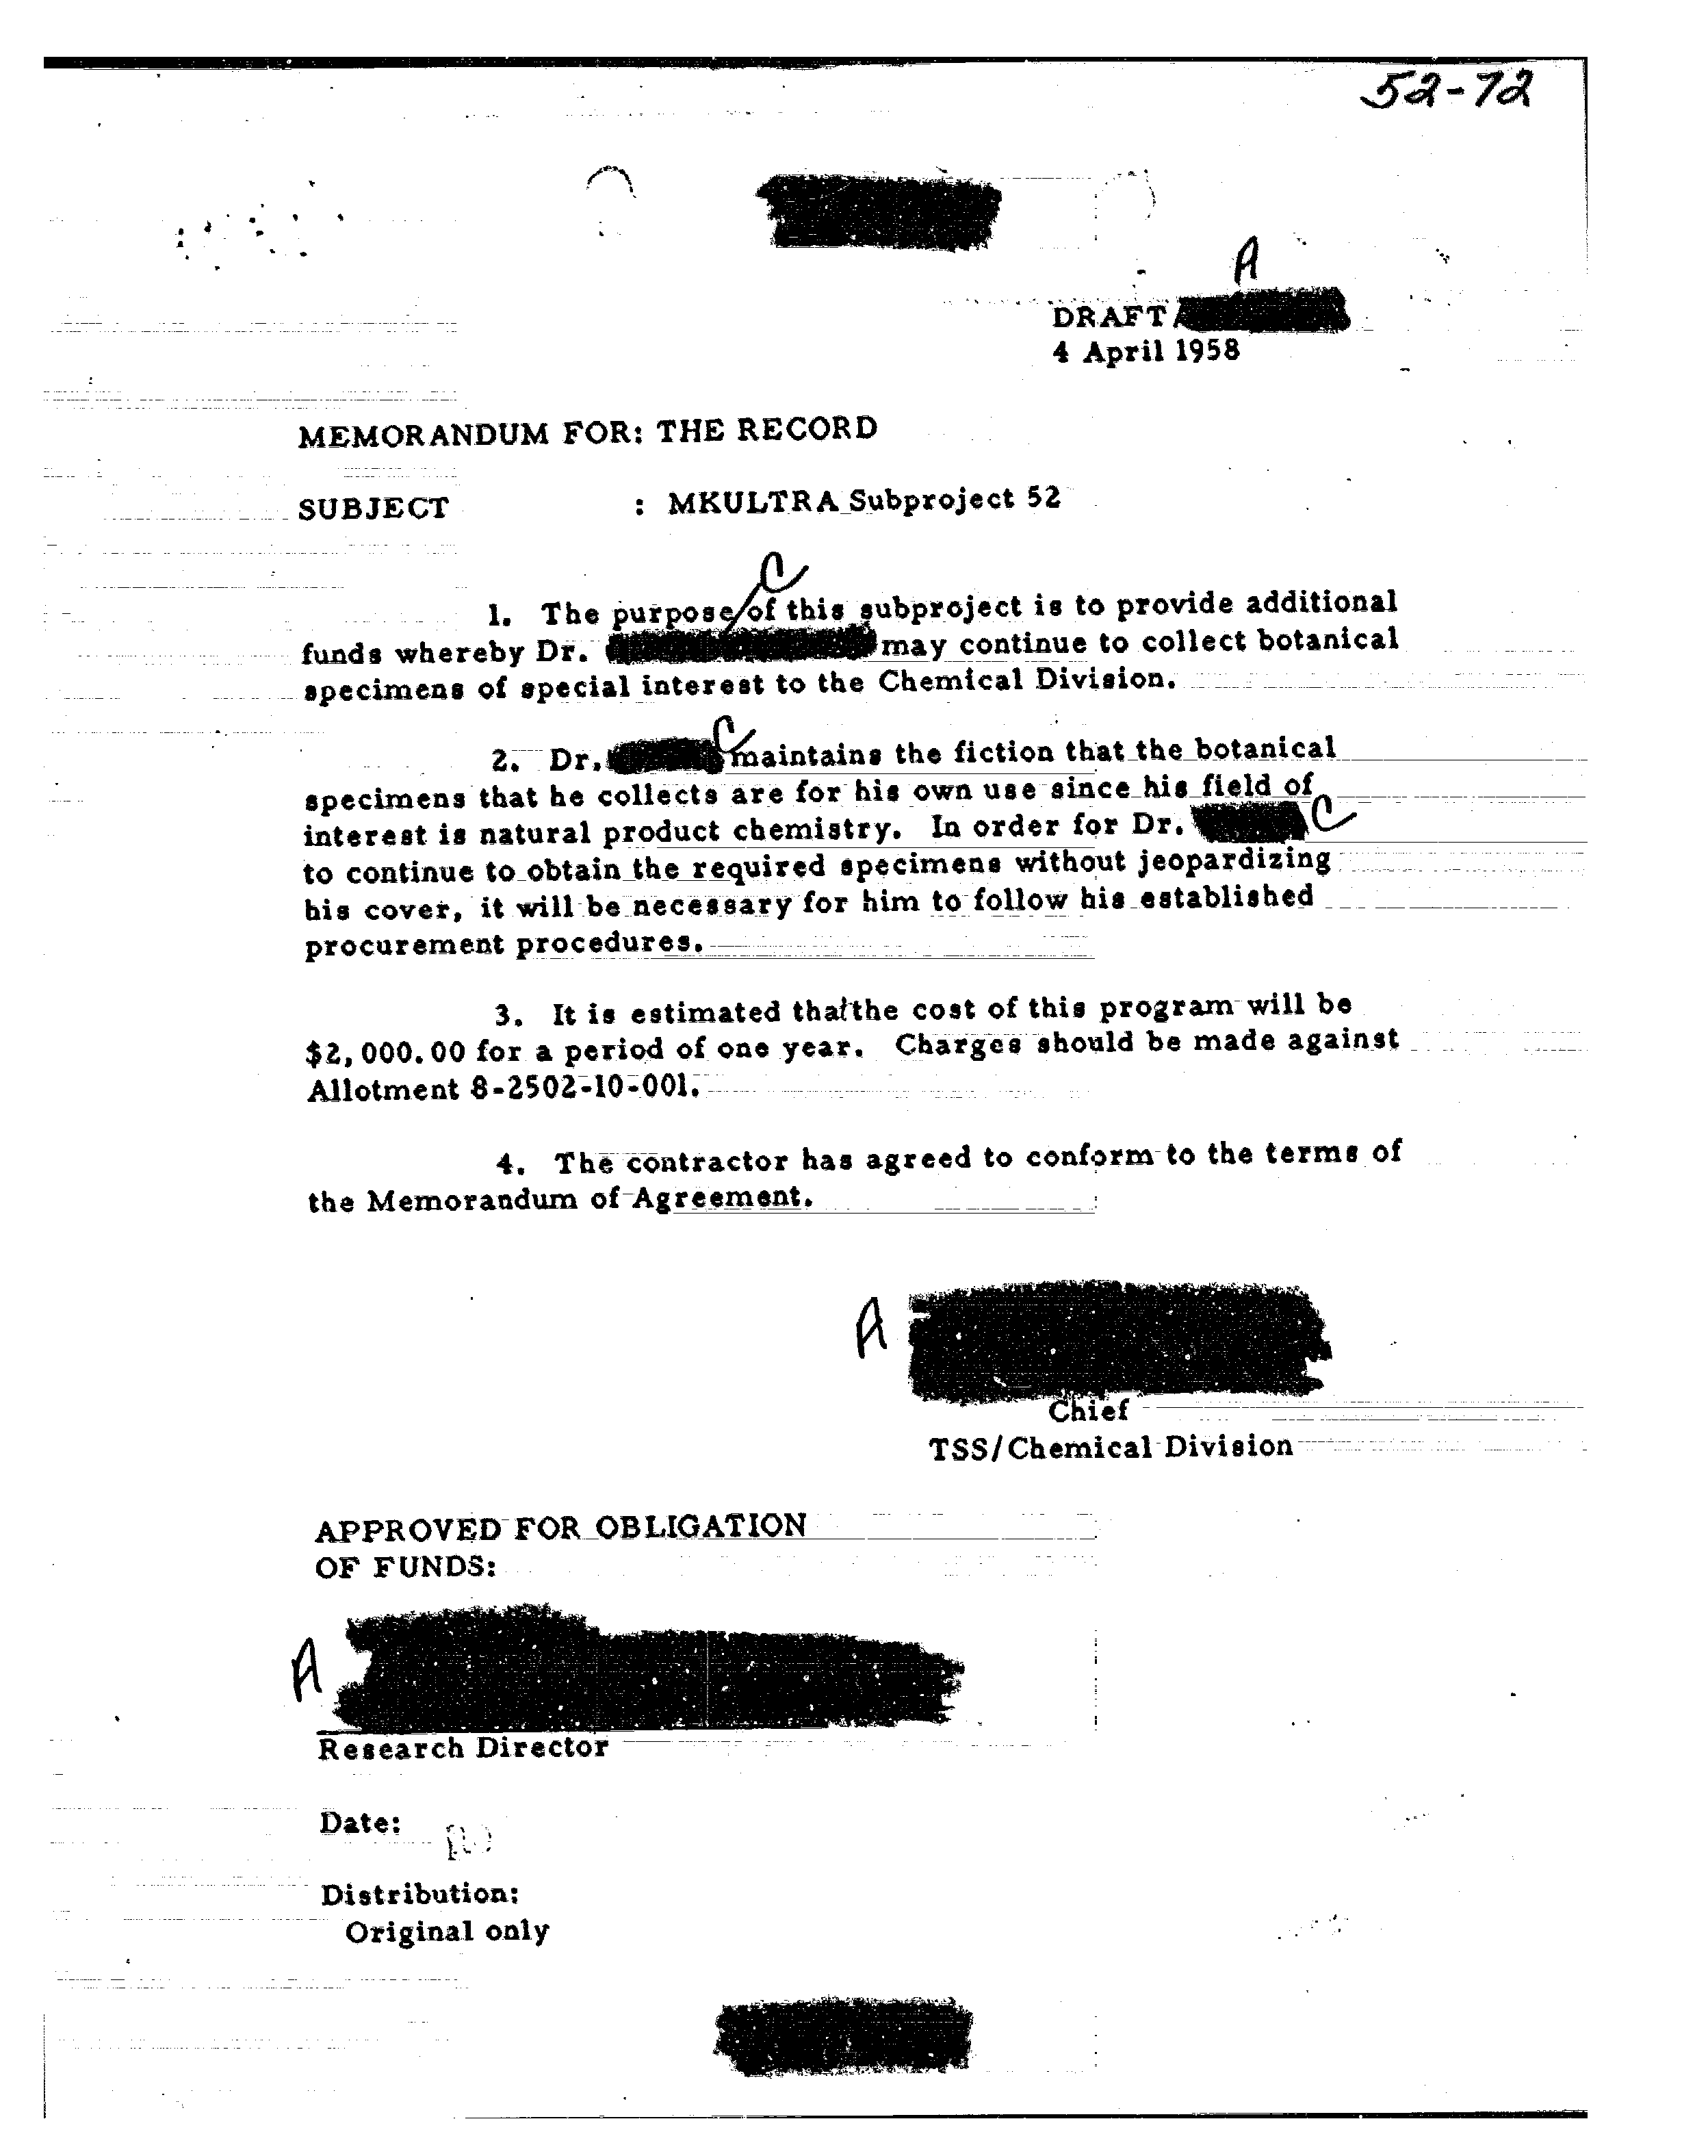 52-72
A
DRAFT/
4 April 1958
MEMORANDUM FOR: THE RECORD
SUBJECT : MKULTRA Subproject 52
C
1. The purpose of this subproject is to provide additional
funds whereby Dr. may continue to collect botanical
specimens of special interest to the Chemical Division.
C
2. Dr. maintains the fiction that the botanical
specimens that he collects are for his own use since his field of
interest is natural product chemistry. In order for Dr. C
to continue to obtain the required specimens without jeopardizing
his cover, it will be necessary for him to follow his established
procurement procedures.
3. It is estimated that the cost of this program will be
$2,000.00 for a period of one year. Charges should be made against
Allotment 8-2502-10-001.
4. The contractor has agreed to conform to the terms of
the Memorandum of Agreement.
A
Chief
TSS/Chemical Division
APPROVED FOR OBLIGATION
OF FUNDS:
A
Research Director
Date:
Distribution:
Original only